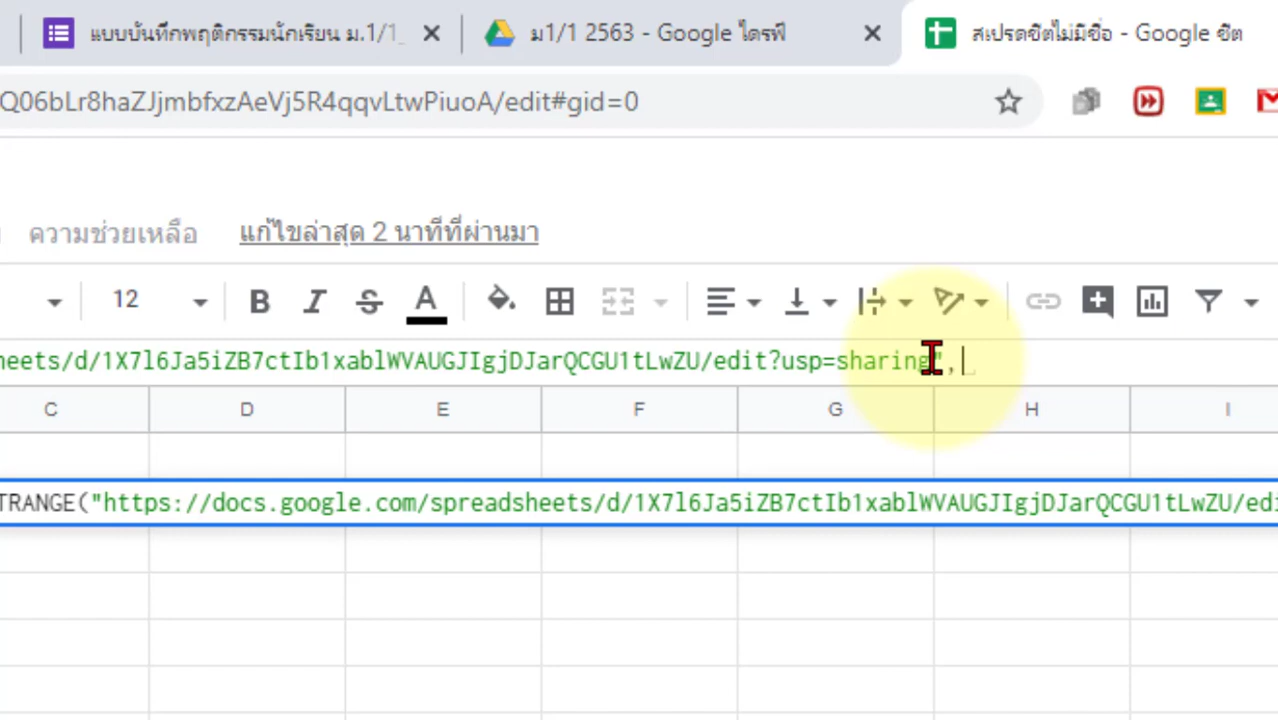 แบบบันทึกพฤติกรรมนักเรียน ม.1/1_
ม1/1 2563 - Google ไดรฟ์
สเปรดชีตไม่มีชื่อ - Google ชีต
Q06bLr8haZJjmbfxzAeVj5R4qqvLtwPiuoA/edit#gid=0
ความช่วยเหลือ แก้ไขล่าสุด 2 นาทีที่ผ่านมา
12 B I S A
heets/d/1X7l6Ja5iZB7ctIb1xablWVAUGJIgjDJarQCGU1tLwZU/edit?usp=sharing",
C D E F G H I
TRANGE("https://docs.google.com/spreadsheets/d/1X7l6Ja5iZB7ctIb1xablWVAUGJIgjDJarQCGU1tLwZU/edi